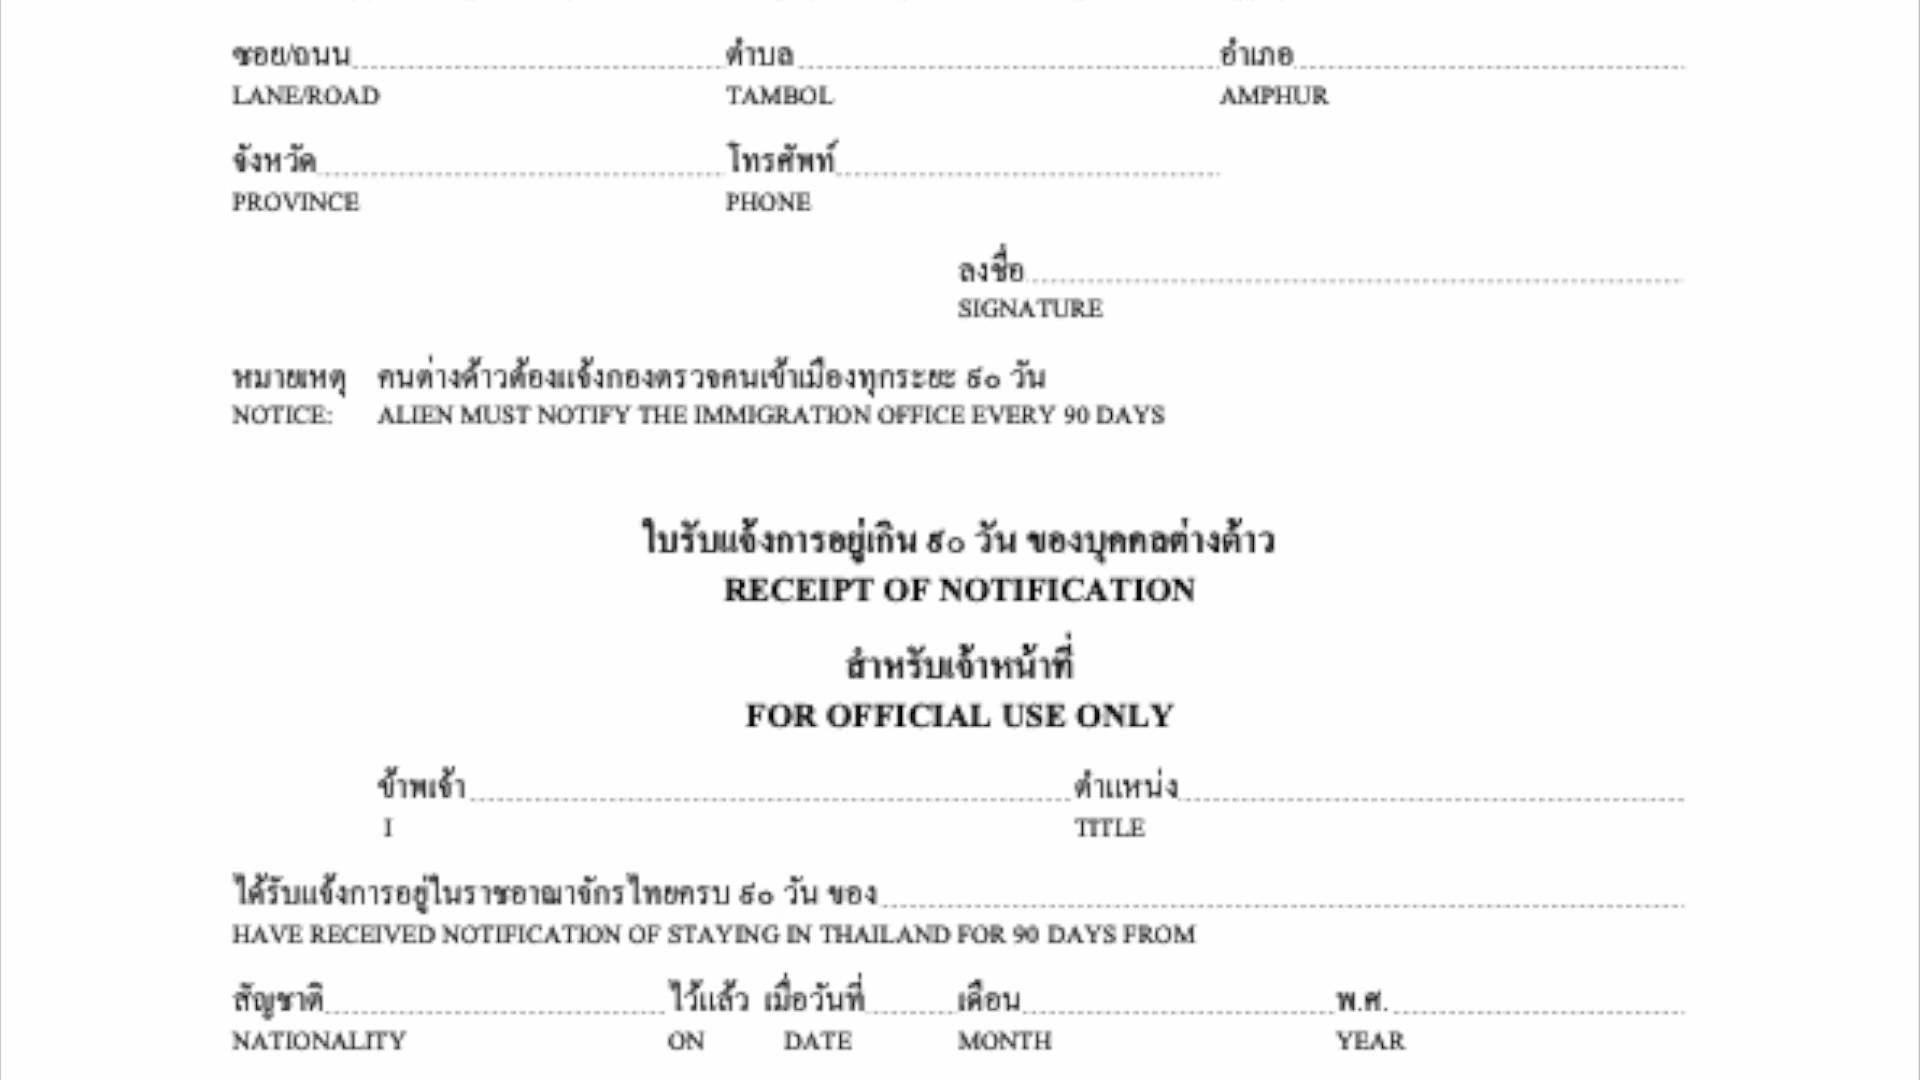 ซอย/ถนน ตำบล อำเภอ
LANE/ROAD TAMBOL AMPHUR
จังหวัด โทรศัพท์
PROVINCE PHONE
ลงชื่อ
SIGNATURE
หมายเหตุ คนต่างด้าวต้องแจ้งกองตรวจคนเข้าเมืองทุกระยะ ๙๐ วัน
NOTICE: ALIEN MUST NOTIFY THE IMMIGRATION OFFICE EVERY 90 DAYS
ใบรับแจ้งการอยู่เกิน ๙๐ วัน ของบุคคลต่างด้าว
RECEIPT OF NOTIFICATION
สำหรับเจ้าหน้าที่
FOR OFFICIAL USE ONLY
ข้าพเจ้า ตำแหน่ง
I TITLE
ได้รับแจ้งการอยู่ในราชอาณาจักรไทยครบ ๙๐ วัน ของ
HAVE RECEIVED NOTIFICATION OF STAYING IN THAILAND FOR 90 DAYS FROM
สัญชาติ ไว้แล้ว เมื่อวันที่ เดือน พ.ศ.
NATIONALITY ON DATE MONTH YEAR